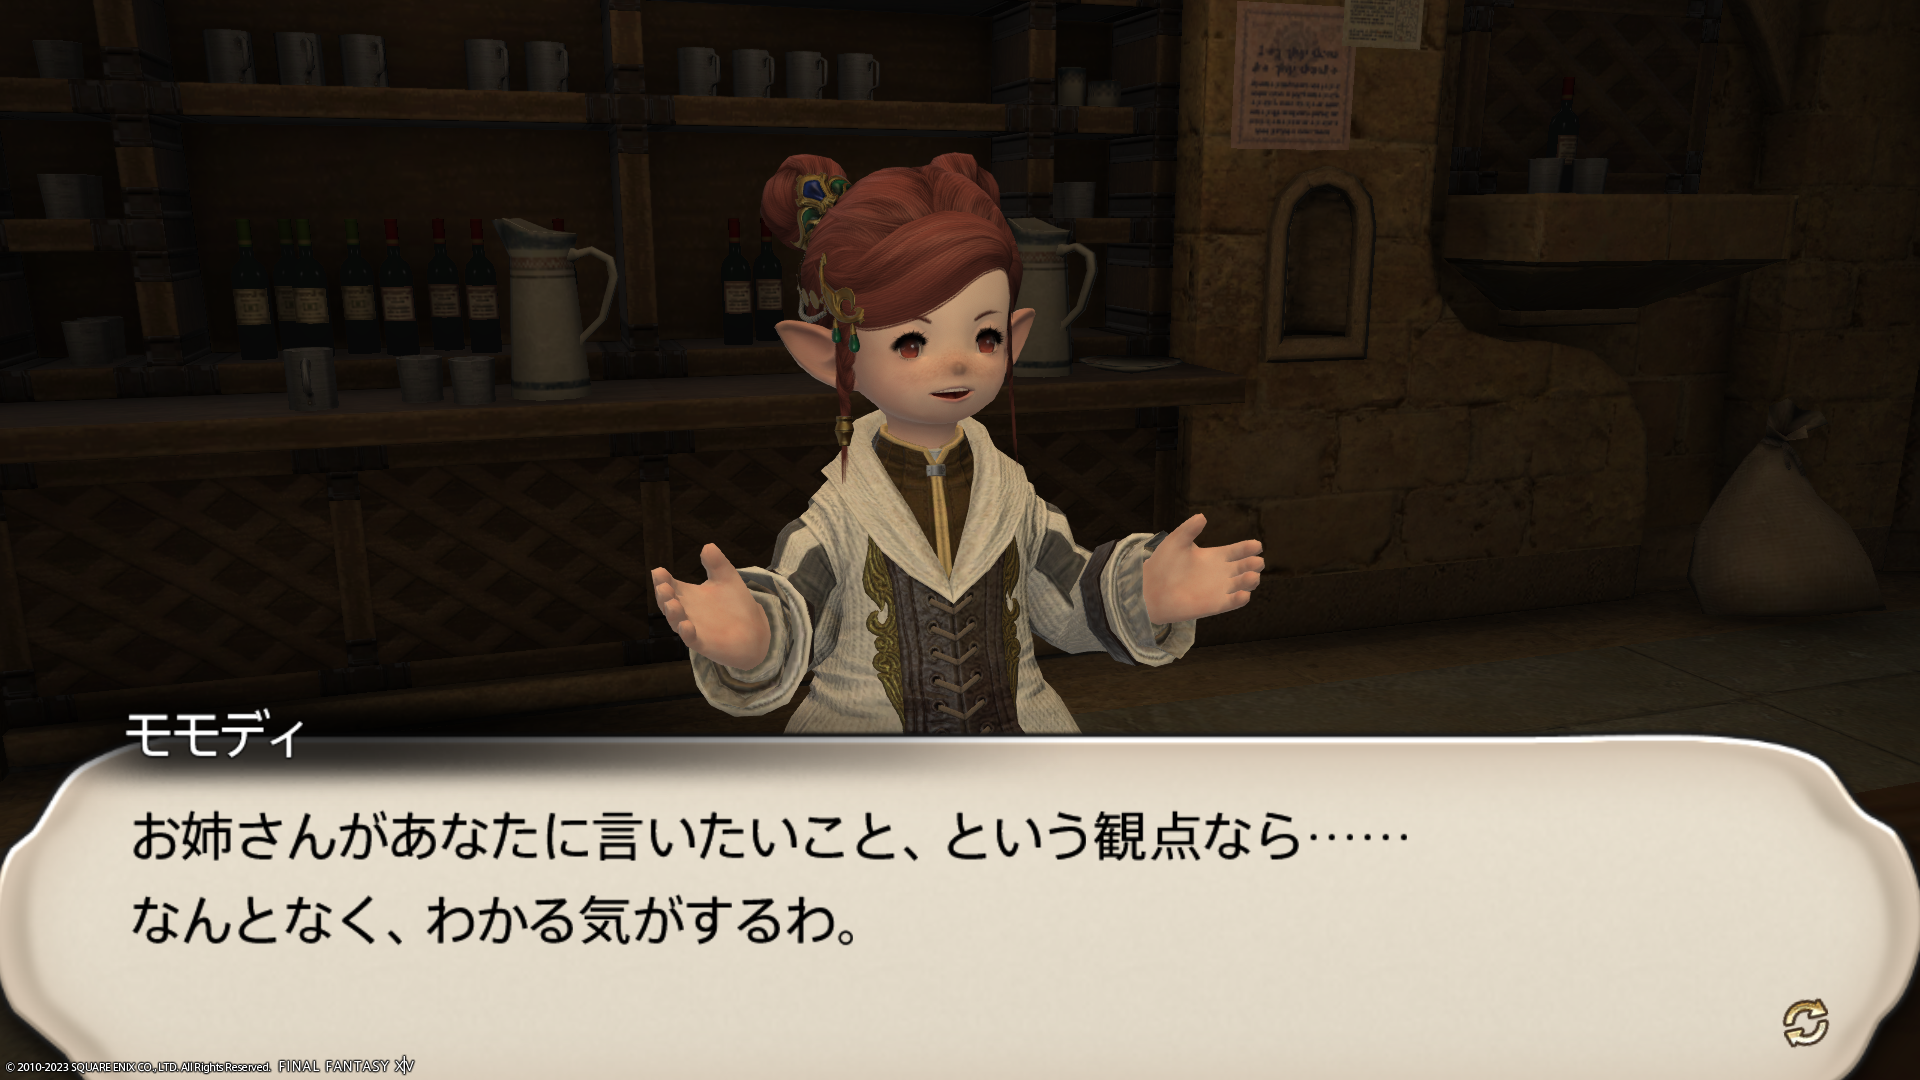 モモディ
お姉さんがあなたに言いたいこと、という観点なら……
なんとなく、わかる気がするわ。
© 2010-2023 SQUARE ENIX CO., LTD. All Rights Reserved. FINAL FANTASY XIV